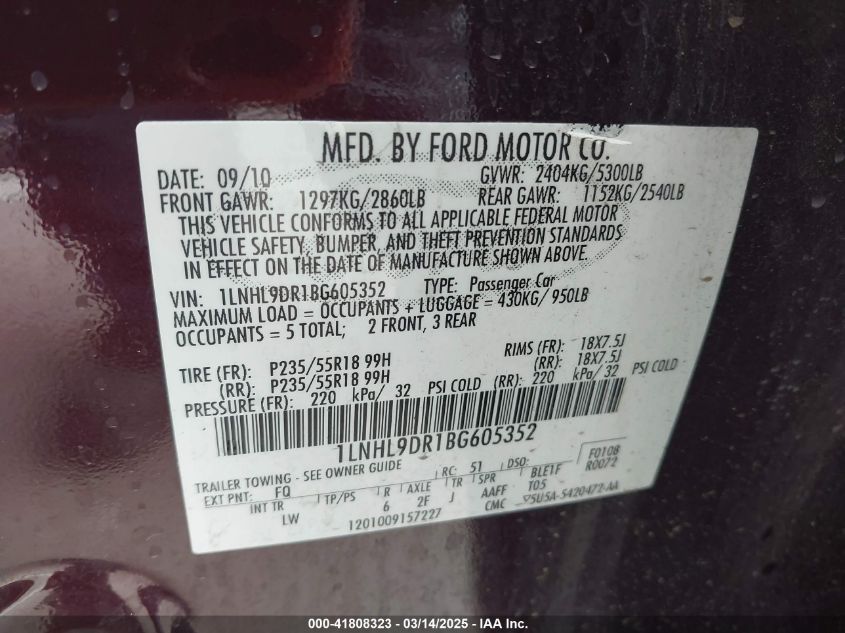 MFD. BY FORD MOTOR CO.
DATE: 09/10 GVWR: 2404KG/5300LB
FRONT GAWR: 1297KG/2860LB REAR GAWR: 1152KG/2540LB
THIS VEHICLE CONFORMS TO ALL APPLICABLE FEDERAL MOTOR
VEHICLE SAFETY, BUMPER, AND THEFT PREVENTION STANDARDS
IN EFFECT ON THE DATE OF MANUFACTURE SHOWN ABOVE.
VIN: 1LNHL9DR1BG605352 TYPE: Passenger Car
MAXIMUM LOAD = OCCUPANTS + LUGGAGE = 430KG/ 950LB
OCCUPANTS = 5 TOTAL; 2 FRONT, 3 REAR
TIRE (FR): P235/55R18 99H RIMS (FR): 18X7.5J
(RR): P235/55R18 99H (RR): 18X7.5J
PRESSURE (FR): 220 kPa/ 32 PSI COLD (RR): 220 kPa/ 32 PSI COLD
1LNHL9DR1BG605352
TRAILER TOWING - SEE OWNER GUIDE RC: 51 DSO: F0108
EXT PNT: FQ R0072
INT TR TP/PS R AXLE TR SPR BLE1F
LW 6 2F J AAFF T05
1201009157227 CMC 5U5A-5420472-AA
000-41808323 - 03/14/2025 - IAA Inc.